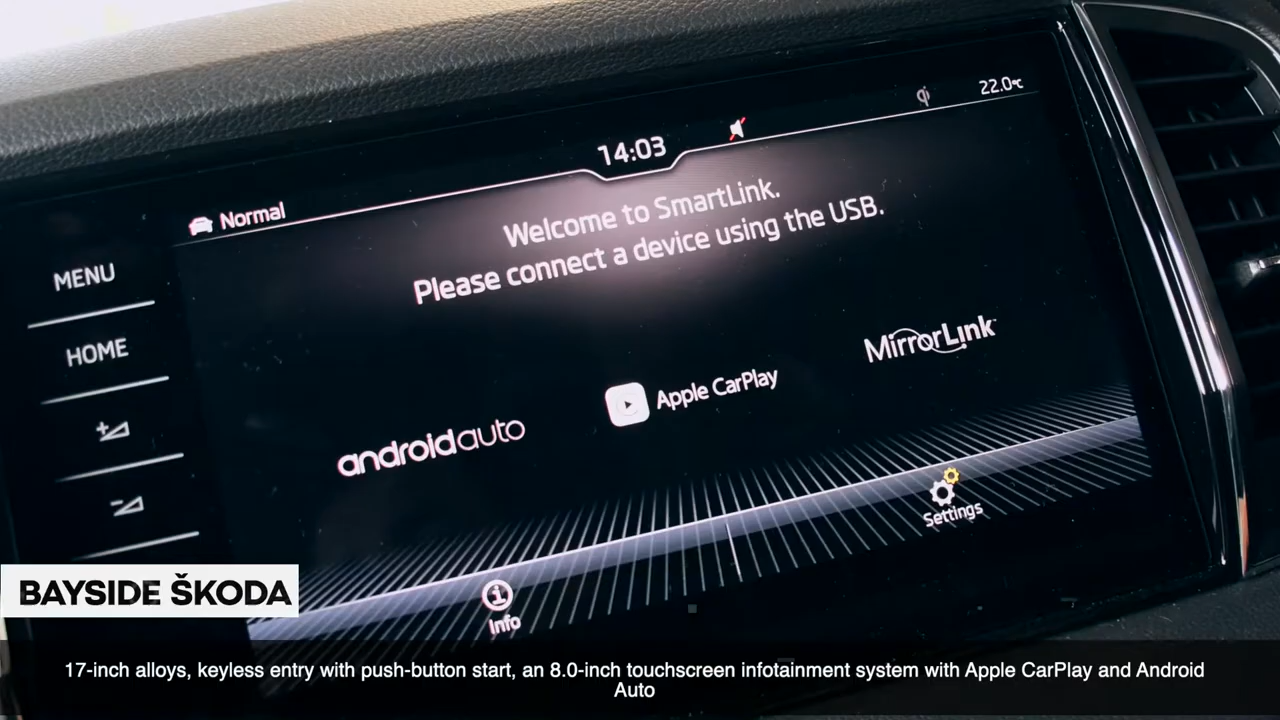 22.0°C
14:03
Normal
Welcome to SmartLink.
Please connect a device using the USB.
MENU
HOME
MirrorLink™
Apple CarPlay
androidauto
Settings
Info
BAYSIDE ŠKODA
17-inch alloys, keyless entry with push-button start, an 8.0-inch touchscreen infotainment system with Apple CarPlay and Android
Auto